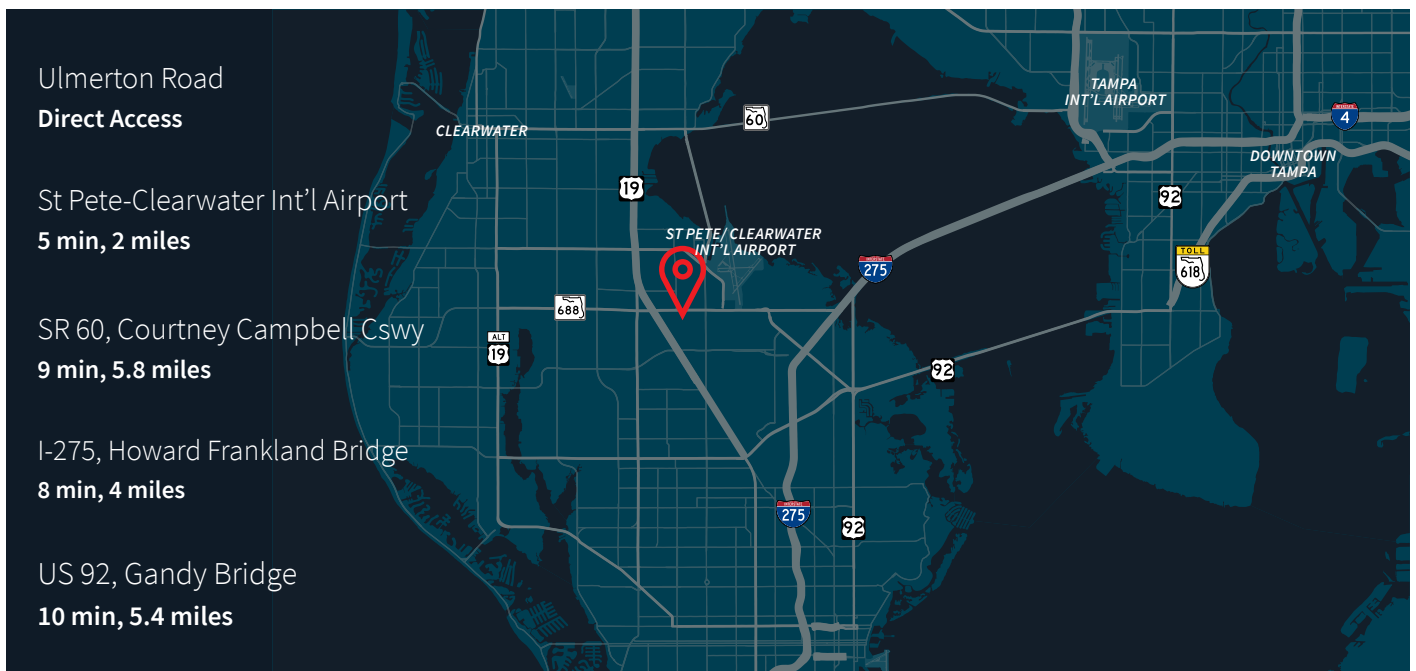 Ulmerton Road
Direct Access
St Pete-Clearwater Int'l Airport
5 min, 2 miles
SR 60, Courtney Campbell Cswy
9 min, 5.8 miles
I-275, Howard Frankland Bridge
8 min, 4 miles
US 92, Gandy Bridge
10 min, 5.4 miles
CLEARWATER
60
TAMPA
INT'L AIRPORT
INTERSTATE
4
DOWNTOWN
TAMPA
19
92
ST PETE/ CLEARWATER
INT'L AIRPORT
INTERSTATE
275
TOLL
618
688
ALT
19
92
INTERSTATE
275
92